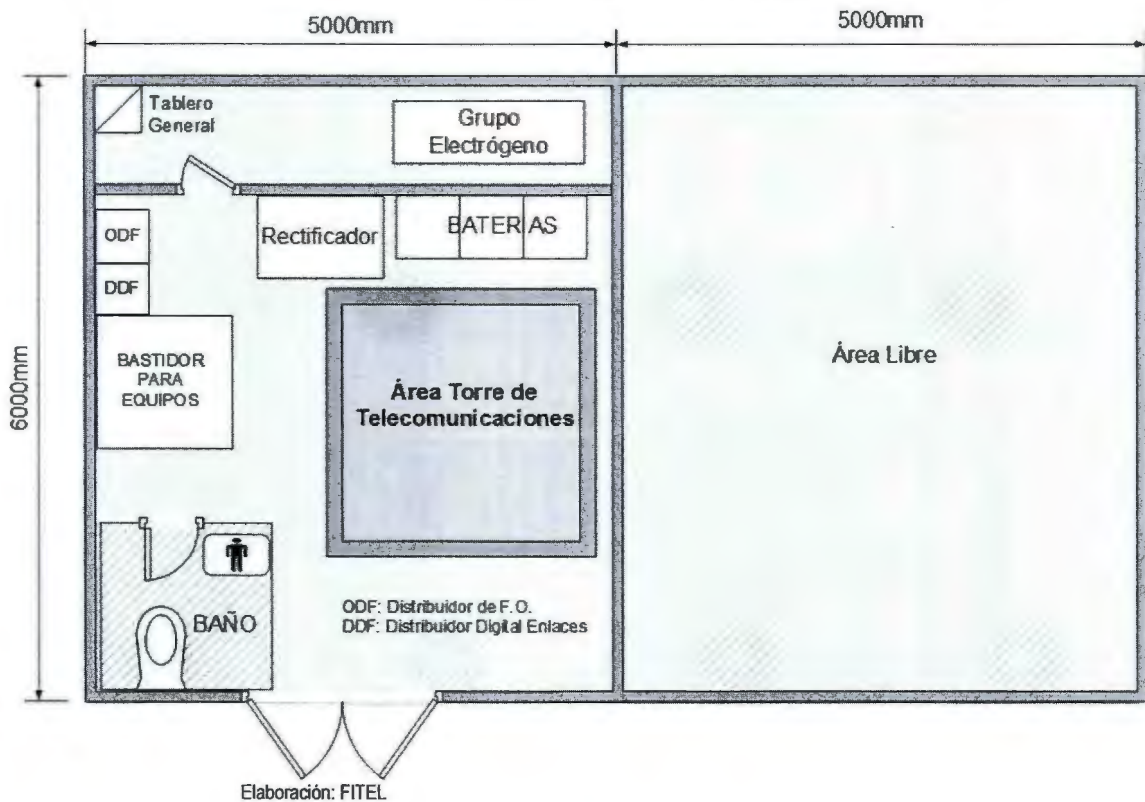 5000mm
5000mm
6000mm
Tablero
General
Grupo
Electrógeno
ODF
DDF
Rectificador
BATERIAS
BASTIDOR
PARA
EQUIPOS
Área Torre de
Telecomunicaciones
Área Libre
BAÑO
ODF: Distribuidor de F.O.
DDF: Distribuidor Digital Enlaces
Elaboración: FITEL